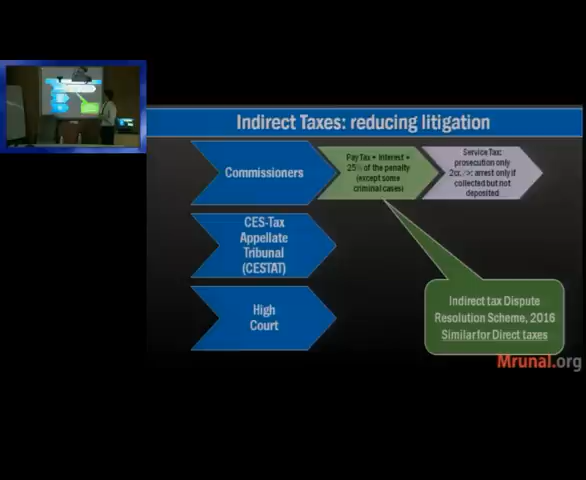 Indirect Taxes: reducing litigation
Commissioners
Pay Tax + Interest +
25% of the penalty
(except some
criminal cases)
Service Tax:
prosecution only
arrest only if
collected but not
deposited
CES-Tax
Appellate
Tribunal
(CESTAT)
High
Court
Indirect tax Dispute
Resolution Scheme, 2016
Similar for Direct taxes
Mrunal.org